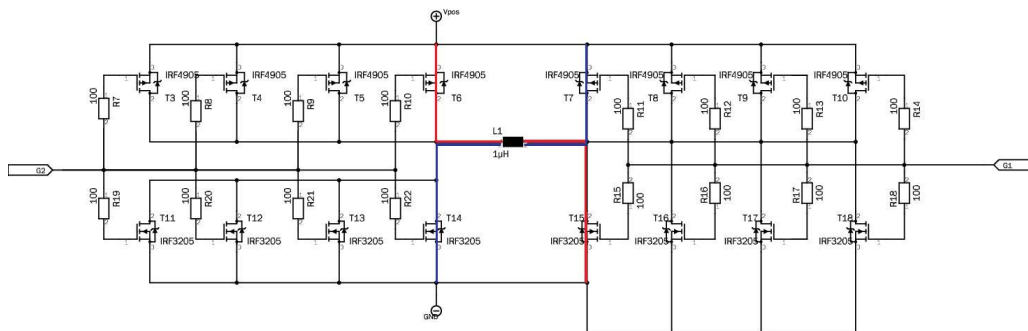 Vpos
IRF4905 IRF4905 IRF4905 IRF4905 IRF4905 IRF4905 IRF4905 IRF4905
100 R7 T3 100 R8 T4 100 R9 T5 100 R10 T6 T7 100 R11 T8 100 R12 T9 100 R13 T10 100 R14
L1
1µH
G2 G1
100 R19 100 R20 100 R21 100 R22 R15 100 R16 100 R17 100 R18 100
T11 T12 T13 T14 T15 T16 T17 T18
IRF3205 IRF3205 IRF3205 IRF3205 IRF3205 IRF3205 IRF3205 IRF3205
GND